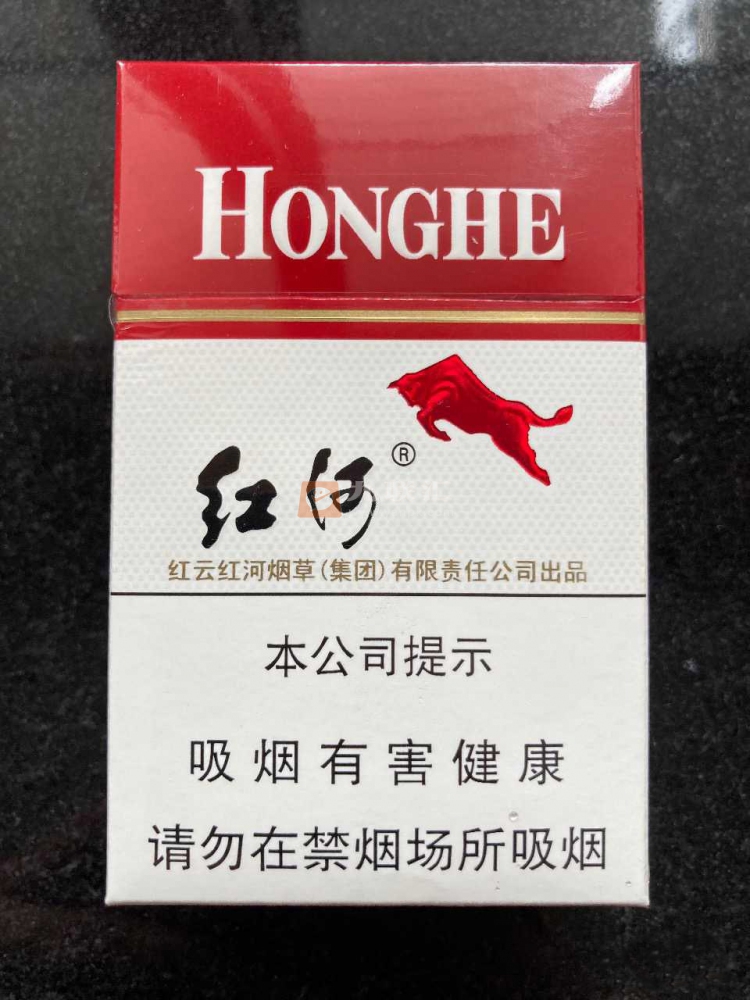 HONGHE
红河®
红云红河烟草(集团)有限责任公司出品
本公司提示
吸烟有害健康
请勿在禁烟场所吸烟